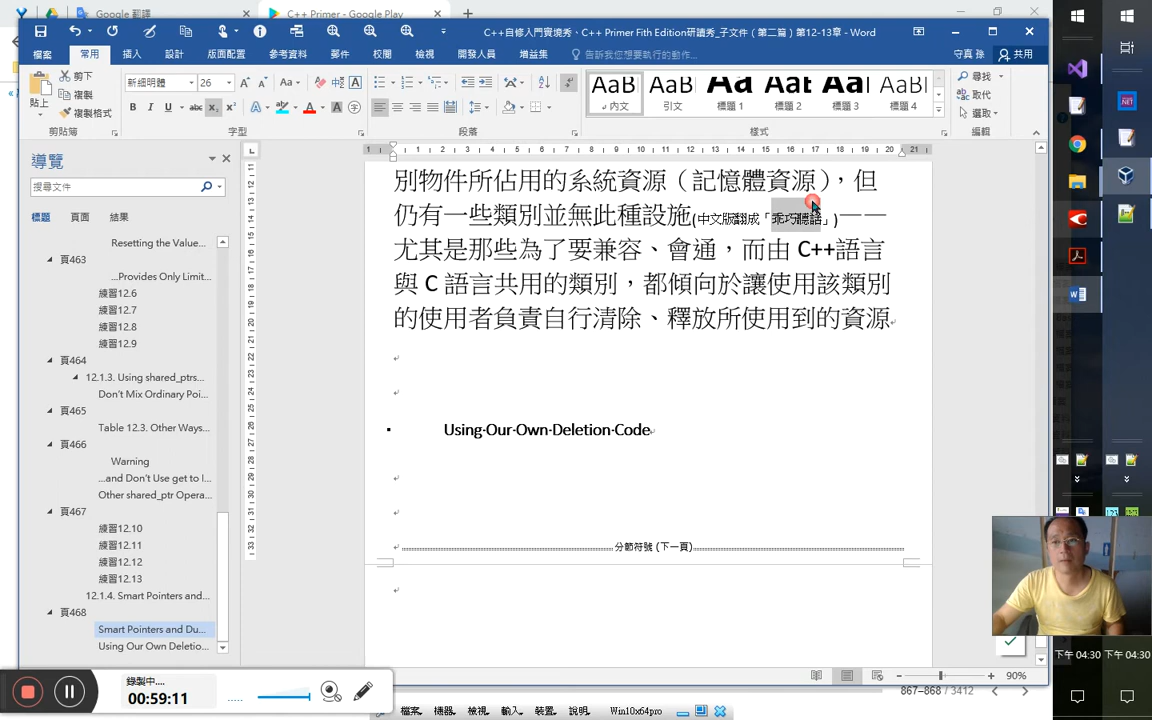 Google 翻譯
C++ Primer - Google Play
C++自修入門實境秀、C++ Primer Fifth Edition研讀秀_子文件（第二篇）12-13章 - Word
檔案
常用
插入
設計
版面配置
參考資料
郵件
校閱
檢視
開發人員
增益集
告訴我您想要執行的動作...
守真 孫
共用
剪下
複製
複製格式
貼上
剪貼簿
新細明體
26
字型
段落
AaB
AaB
Aa
Aat
Aal
AaBl
內文
引文
標題 1
標題 2
標題 3
標題 4
樣式
尋找
取代
選取
編輯
導覽
搜尋文件
標題
頁面
結果
Resetting the Value...
頁463
...Provides Only Limit...
練習12.6
練習12.7
練習12.8
練習12.9
頁464
12.1.3. Using shared_ptrs...
Don't Mix Ordinary Poi...
頁465
Table 12.3. Other Ways...
頁466
Warning
...and Don't Use get to I...
Other shared_ptr Opera...
頁467
練習12.10
練習12.11
練習12.12
練習12.13
12.1.4. Smart Pointers and...
頁468
Smart Pointers and Du...
Using Our Own Deletio...
別物件所佔用的系統資源（記憶體資源），但
仍有一些類別並無此種設施(中文版翻成「乖巧聽話」)——
尤其是那些為了要兼容、會通，而由 C++語言
與 C 語言共用的類別，都傾向於讓使用該類別
的使用者負責自行清除、釋放所使用到的資源
Using Our Own Deletion Code
分節符號 (下一頁)
90%
錄製中...
00:59:11
867–868 / 3412
檔案,
機器,
檢視,
輸入,
裝置,
說明,
Win10x64pro
下午 04:30
下午 04:30